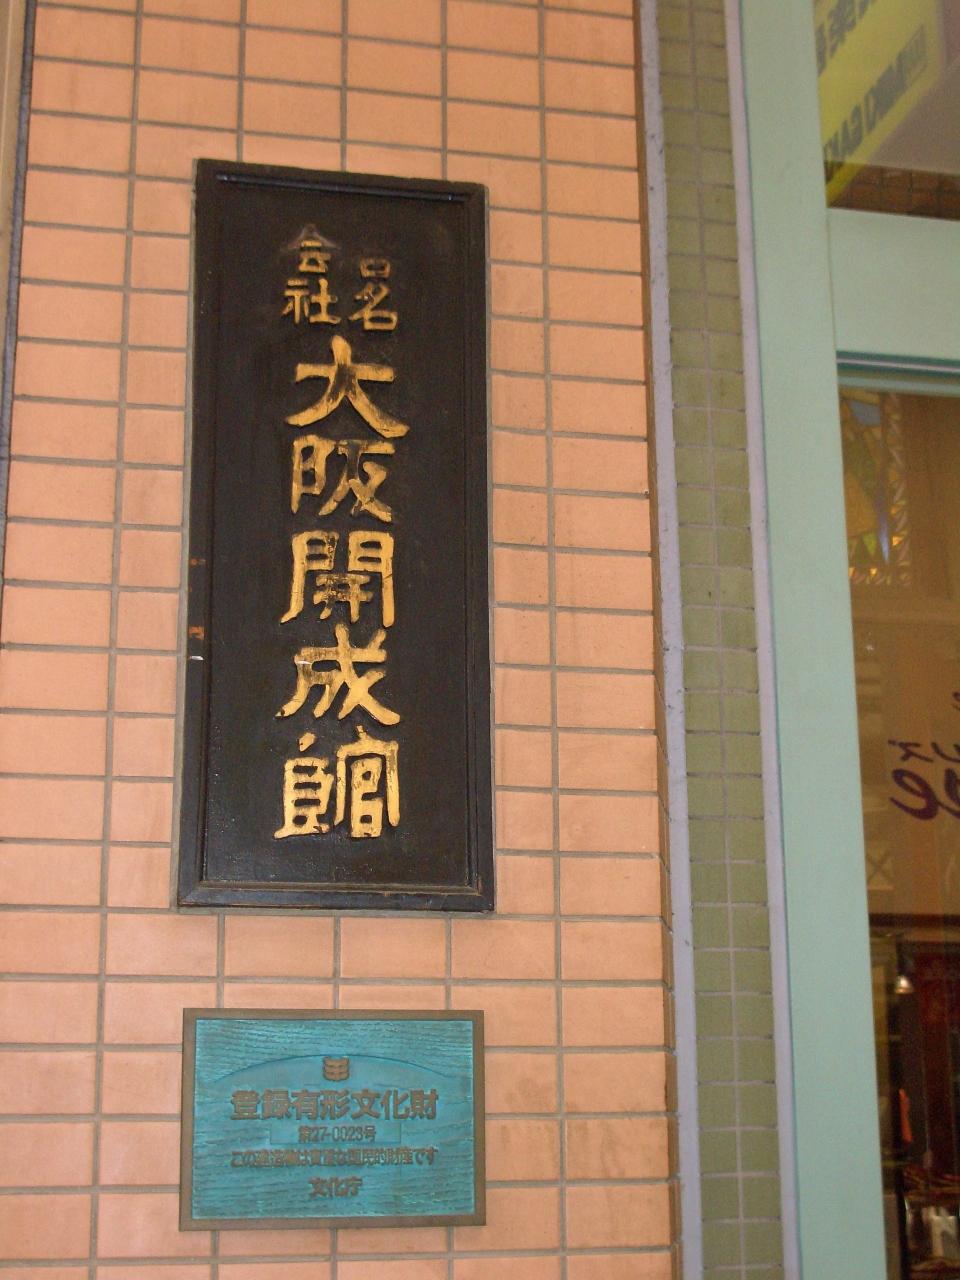 合名
会社
大阪開成館
登録有形文化財
第27-0023号
この建造物は貴重な国民的財産です
文化庁